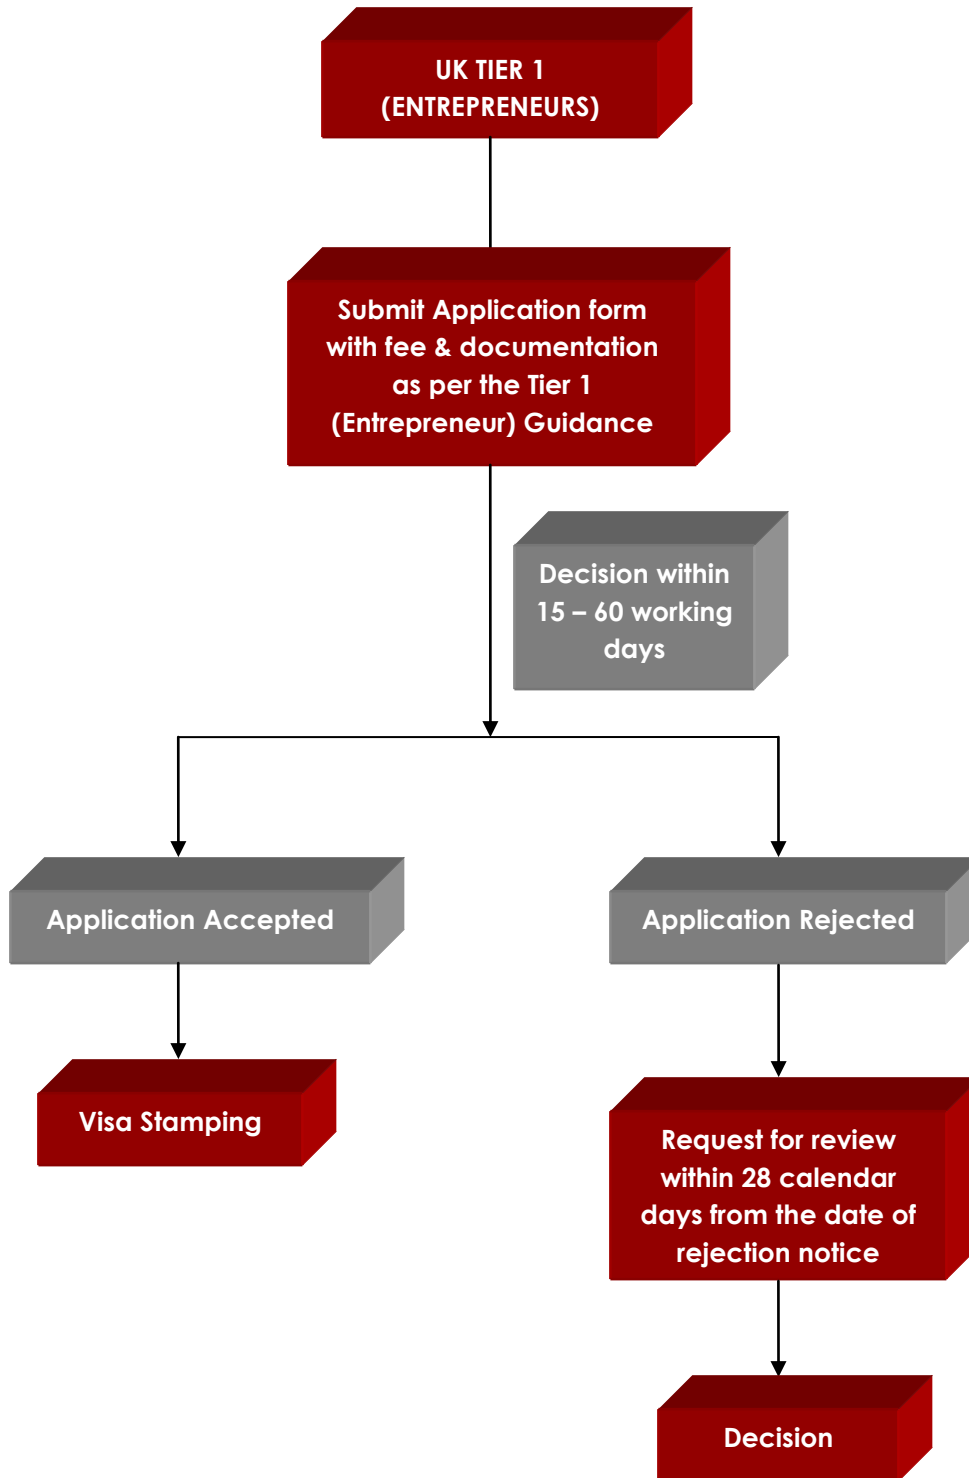 UK TIER 1
(ENTREPRENEURS)
Submit Application form
with fee & documentation
as per the Tier 1
(Entrepreneur) Guidance
Decision within
15 – 60 working
days
Application Accepted
Application Rejected
Visa Stamping
Request for review
within 28 calendar
days from the date of
rejection notice
Decision